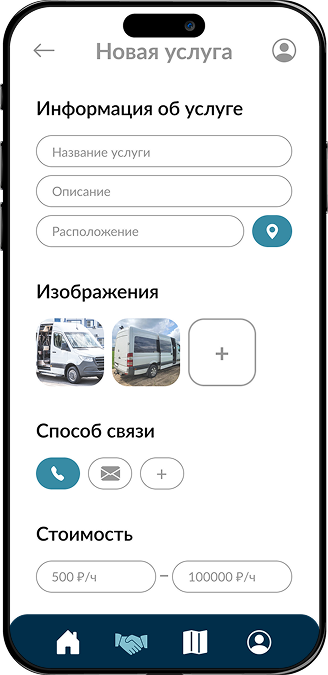 Новая услуга
Информация об услуге
Название услуги
Описание
Расположение
Изображения
+
Способ связи
+
Стоимость
500 ₽/ч – 100000 ₽/ч